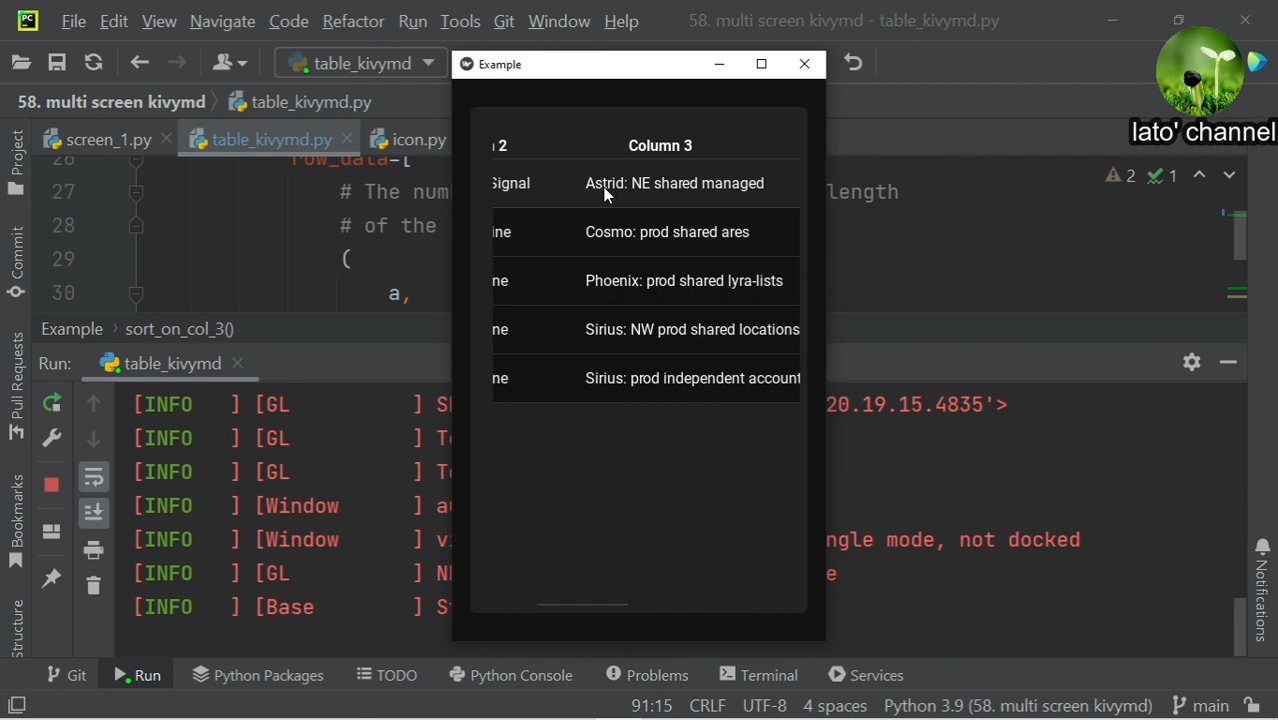 PC File Edit View Navigate Code Refactor Run Tools Git Window Help 58. multi screen kivymd - table_kivymd.py
table_kivymd
58. multi screen kivymd table_kivymd.py
lato' channel
screen_1.py table_kivymd.py icon.py
26 row_data=[
27 # The num length
28 # of the
29 (
30 a,
2 1
Example sort_on_col_3()
Run: table_kivymd
[INFO ] [GL ] 20.19.15.4835'>
[INFO ] [GL ]
[INFO ] [GL ]
[INFO ] [Window ]
[INFO ] [Window ] ngle mode, not docked
[INFO ] [GL ] e
[INFO ] [Base ]
Example
2 Column 3
Signal Astrid: NE shared managed
ine Cosmo: prod shared ares
ne Phoenix: prod shared lyra-lists
ne Sirius: NW prod shared locations
ne Sirius: prod independent account
Project
Commit
Pull Requests
Bookmarks
Structure
Notifications
Git Run Python Packages TODO Python Console Problems Terminal Services
91:15 CRLF UTF-8 4 spaces Python 3.9 (58. multi screen kivymd) main